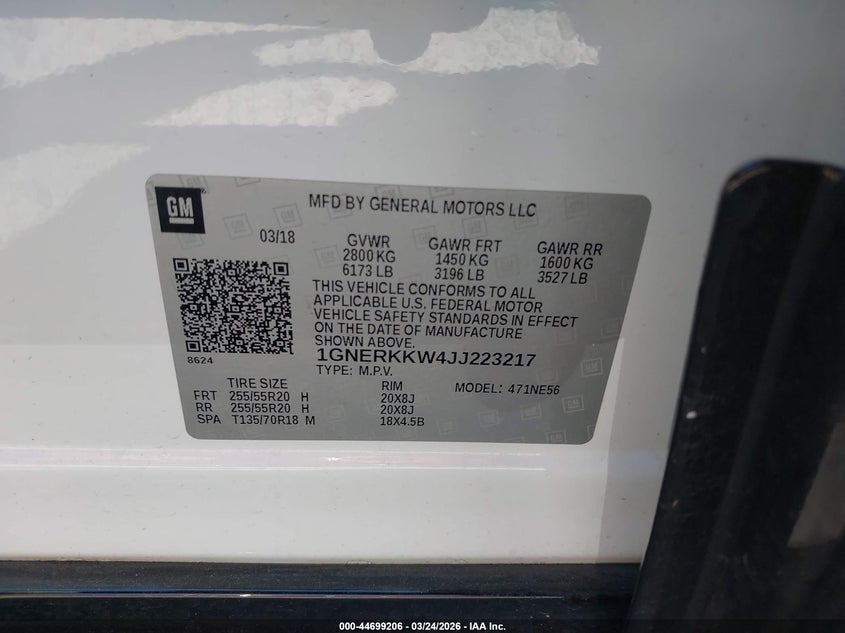 GM
MFD BY GENERAL MOTORS LLC
03/18
GVWR GAWR FRT GAWR RR
2800 KG 1450 KG 1600 KG
6173 LB 3196 LB 3527 LB
THIS VEHICLE CONFORMS TO ALL
APPLICABLE U.S. FEDERAL MOTOR
VEHICLE SAFETY STANDARDS IN EFFECT
ON THE DATE OF MANUFACTURE
SHOWN ABOVE.
8624
1GNERKKW4JJ223217
TYPE: M.P.V. MODEL: 471NE56
TIRE SIZE RIM
FRT 255/55R20 H 20X8J
RR 255/55R20 H 20X8J
SPA T135/70R18 M 18X4.5B
000-44699206 - 03/24/2026 - IAA Inc.